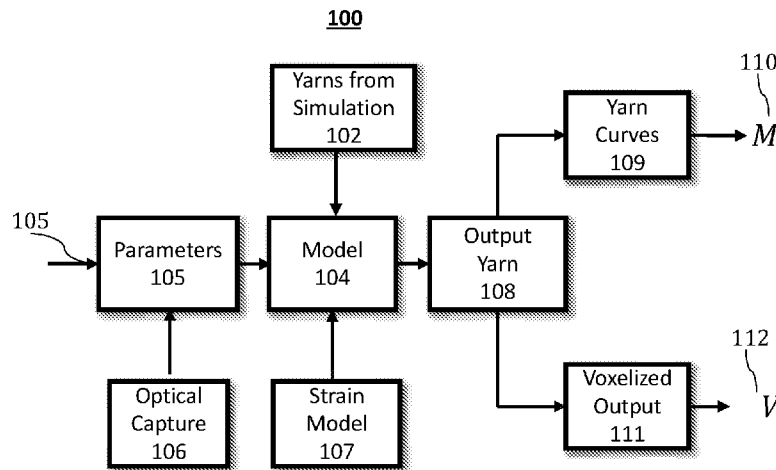 100
Yarns from
Simulation
102
Yarn
Curves
109
110
M
105
Parameters
105
Model
104
Output
Yarn
108
Optical
Capture
106
Strain
Model
107
Voxelized
Output
111
112
V